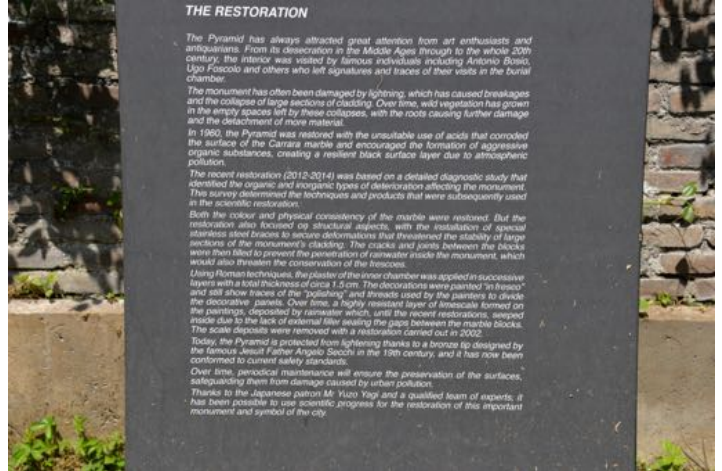 THE RESTORATION
The Pyramid has always attracted great attention from art enthusiasts and
antiquarians. From its desecration in the Middle Ages through to the whole 20th
century, the interior was visited by famous individuals including Antonio Bosio,
Ugo Foscolo and others who left signatures and traces of their visits in the burial
chamber.
The monument has often been damaged by lightning, which has caused breakages
and the collapse of large sections of cladding. Over time, wild vegetation has grown
in the empty spaces left by these collapses, with the roots causing further damage
and the detachment of more material.
In 1960, the Pyramid was restored with the unsuitable use of acids that corroded
the surface of the Carrara marble and encouraged the formation of aggressive
organic substances, creating a resilient black surface layer due to atmospheric
pollution.
The recent restoration (2012-2014) was based on a detailed diagnostic study that
identified the organic and inorganic types of deterioration affecting the monument.
This survey determined the techniques and products that were subsequently used
in the scientific restoration.
Both the colour and physical consistency of the marble were restored. But the
restoration also focused on structural aspects, with the installation of special
stainless steel braces to secure deformations that threatened the stability of large
sections of the monument's cladding. The cracks and joints between the blocks
were then filled to prevent the penetration of rainwater inside the monument, which
would also threaten the conservation of the frescoes.
Using Roman techniques, the plaster of the inner chamber was applied in successive
layers with a total thickness of circa 1.5 cm. The decorations were painted "in fresco"
and still show traces of the "polishing" and threads used by the painters to divide
the decorative panels. Over time, a highly resistant layer of limescale formed on
the paintings, deposited by rainwater which, until the recent restorations, seeped
inside due to the lack of external filler sealing the gaps between the marble blocks.
The scale deposits were removed with a restoration carried out in 2002.
Today, the Pyramid is protected from lightening thanks to a bronze tip designed by
the famous Jesuit Father Angelo Secchi in the 19th century, and it has now been
conformed to current safety standards.
Over time, periodical maintenance will ensure the preservation of the surfaces,
safeguarding them from damage caused by urban pollution.
Thanks to the Japanese patron Mr Yuzo Yagi and a qualified team of experts, it
has been possible to use scientific progress for the restoration of this important
monument and symbol of the city.